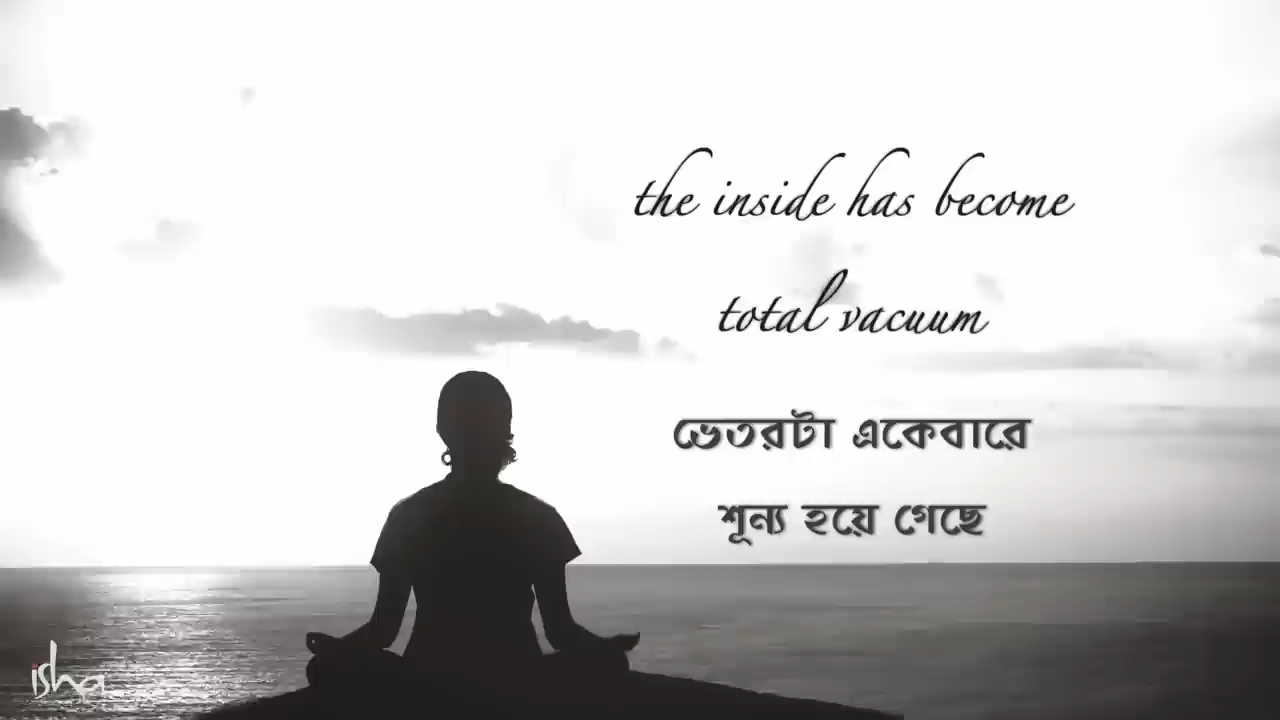 the inside has become
total vacuum
ভেতরটা একেবারে
শূন্য হয়ে গেছে
isha